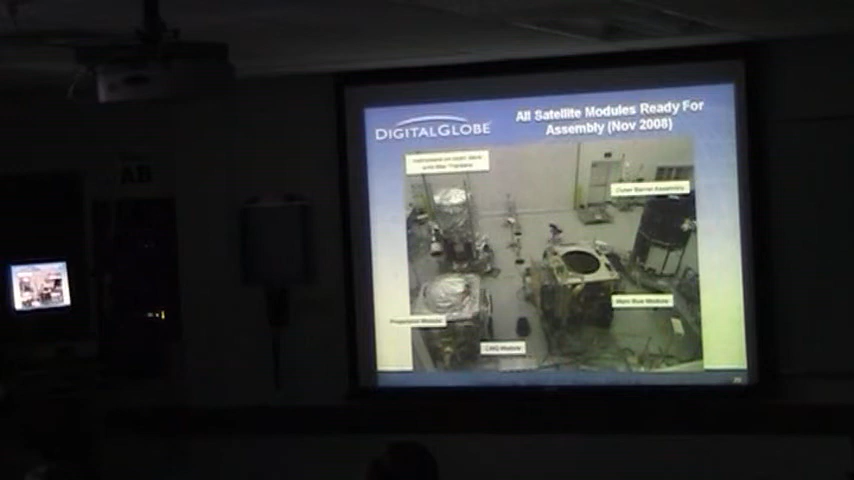 DIGITALGLOBE
All Satellite Modules Ready For
Assembly (Nov 2008)
Outer Barrel Assembly
Main Bus Module
Propulsion Module
CMG Module
AB